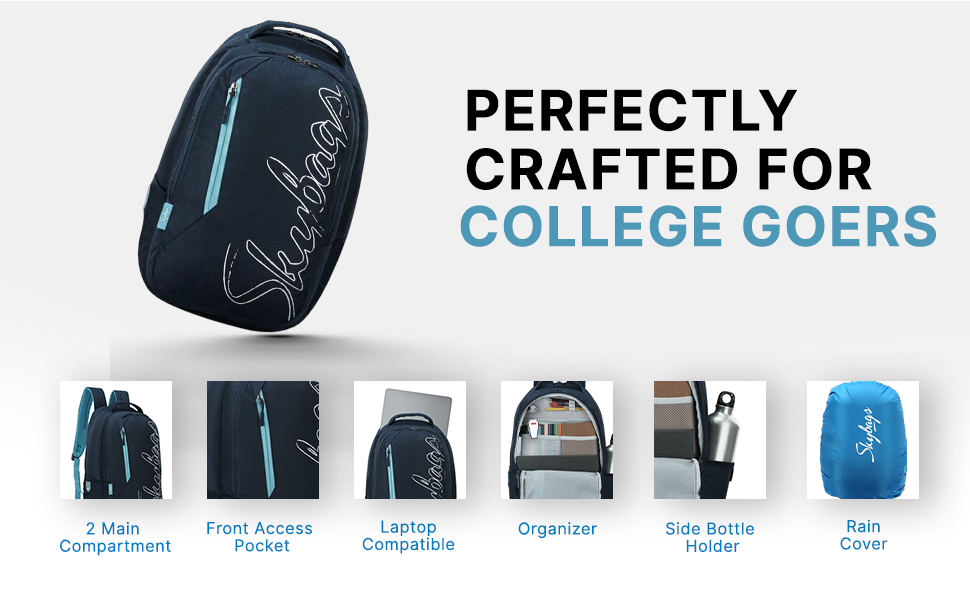 Skybags
PERFECTLY
CRAFTED FOR
COLLEGE GOERS
Skybags
2 Main
Compartment
Front Access
Pocket
Laptop
Compatible
Organizer
Side Bottle
Holder
Rain
Cover